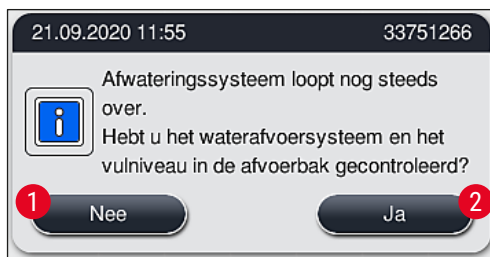 21.09.2020 11:55 33751266
Afwateringssysteem loopt nog steeds
over.
Hebt u het waterafvoersysteem en het
vulniveau in de afvoerbak gecontroleerd?
1 Nee Ja 2